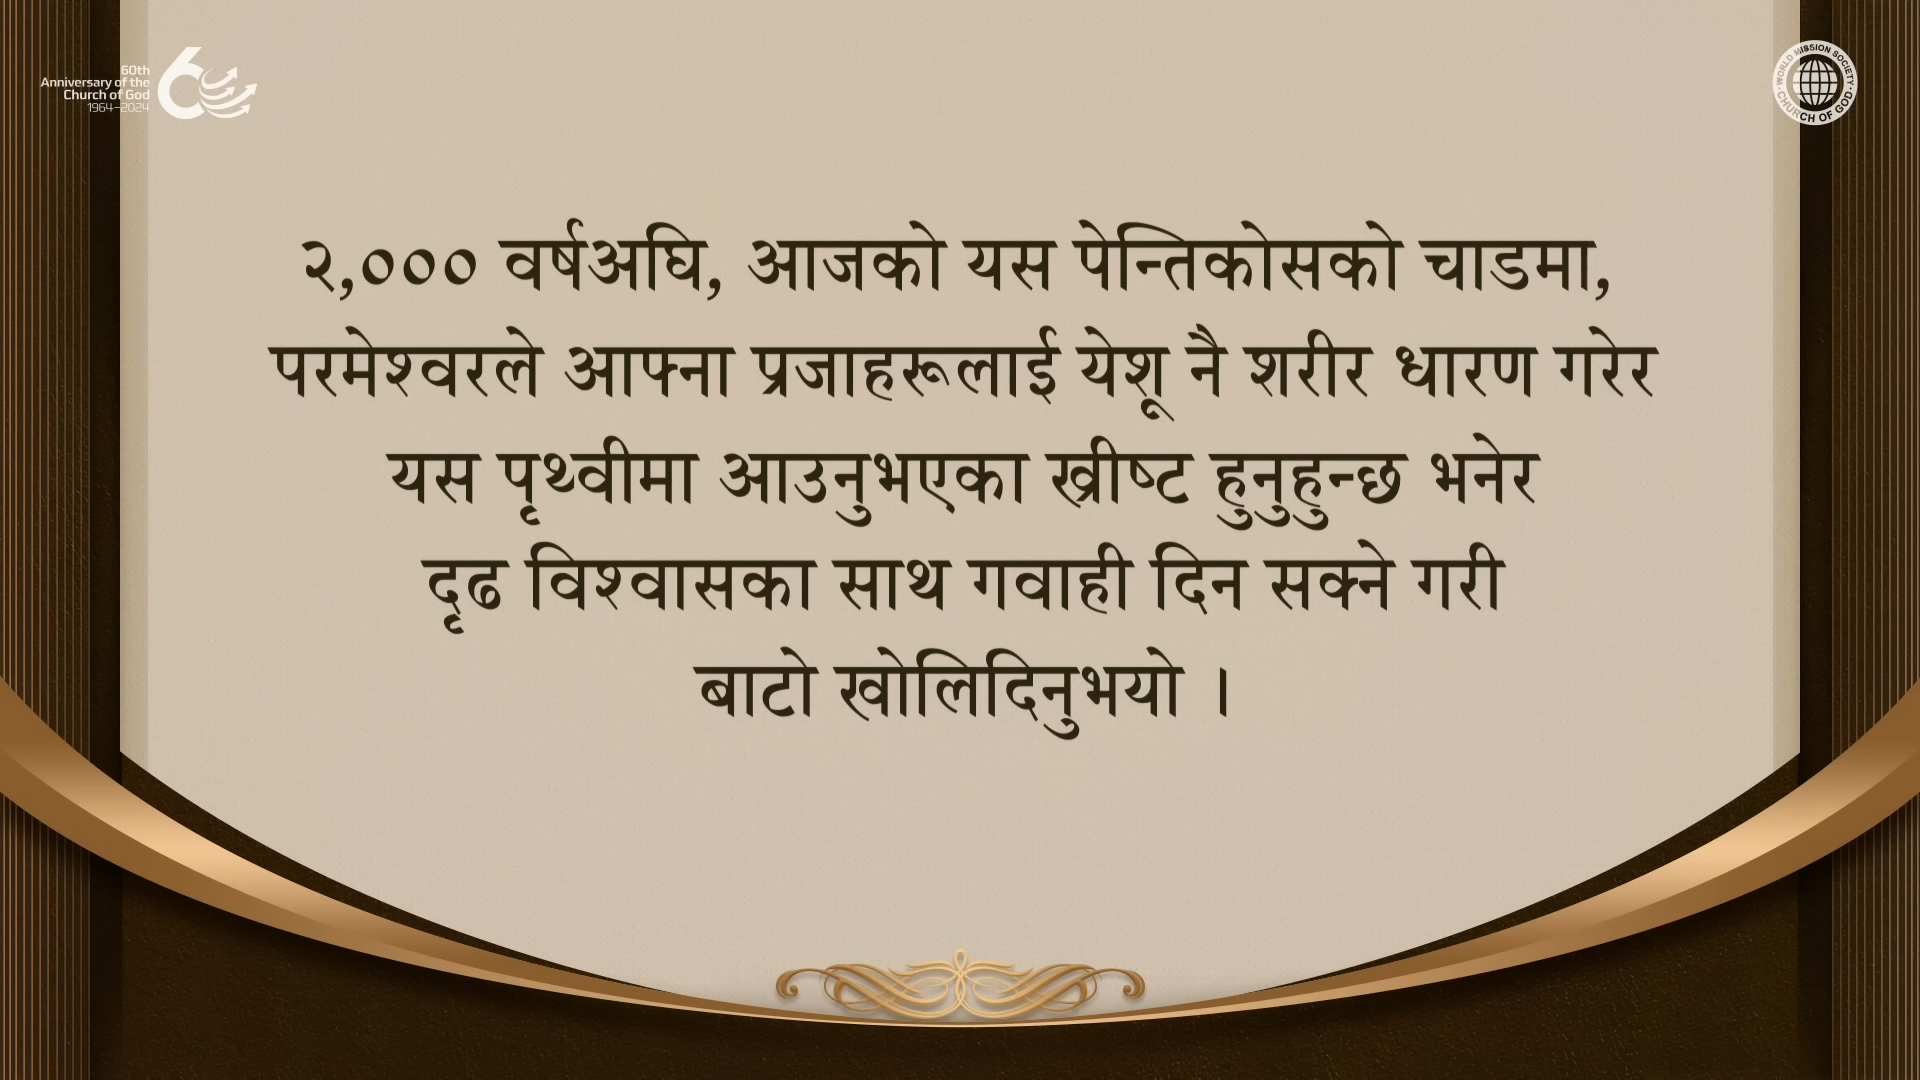 60th
Anniversary of the
Church of God
1964–2024
WORLD MISSION SOCIETY
CHURCH OF GOD
२,००० वर्षअघि, आजको यस पेन्तिकोसको चाडमा,
परमेश्वरले आफ्ना प्रजाहरूलाई येशू नै शरीर धारण गरेर
यस पृथ्वीमा आउनुभएका ख्रीष्ट हुनुहुन्छ भनेर
दृढ विश्वासका साथ गवाही दिन सक्ने गरी
बाटो खोलिदिनुभयो ।